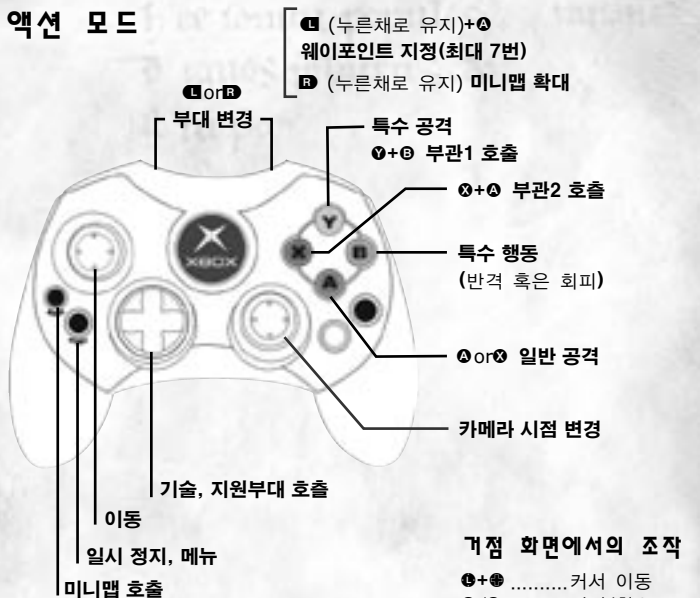 액션 모드
L (누른채로 유지)+A
웨이포인트 지정(최대 7번)
R (누른채로 유지) 미니맵 확대
LorR
부대 변경
특수 공격
Y+B 부관1 호출
X+A 부관2 호출
특수 행동
(반격 혹은 회피)
AorX 일반 공격
카메라 시점 변경
Y
X
B
A
XBOX
기술, 지원부대 호출
이동
일시 정지, 메뉴
미니맵 호출
거점 화면에서의 조작
..........커서 이동